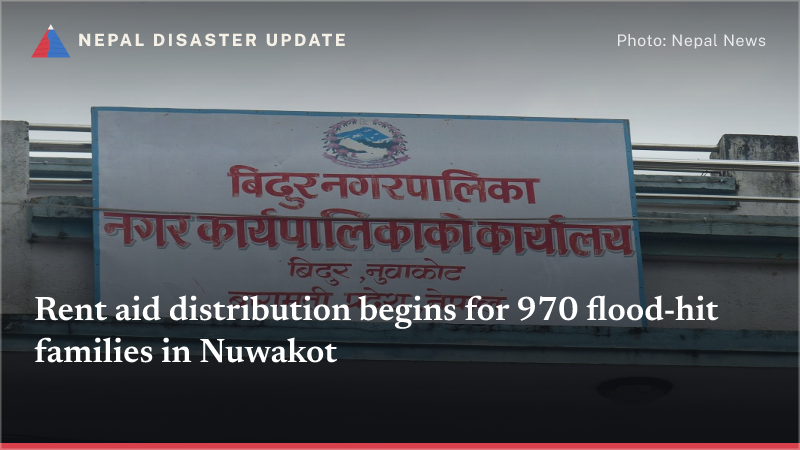 NEPAL DISASTER UPDATE
Photo: Nepal News
बिदुर नगरपालिका
नगर कार्यपालिकाको कार्यालय
बिदुर ,नुवाकोट
Rent aid distribution begins for 970 flood-hit
families in Nuwakot